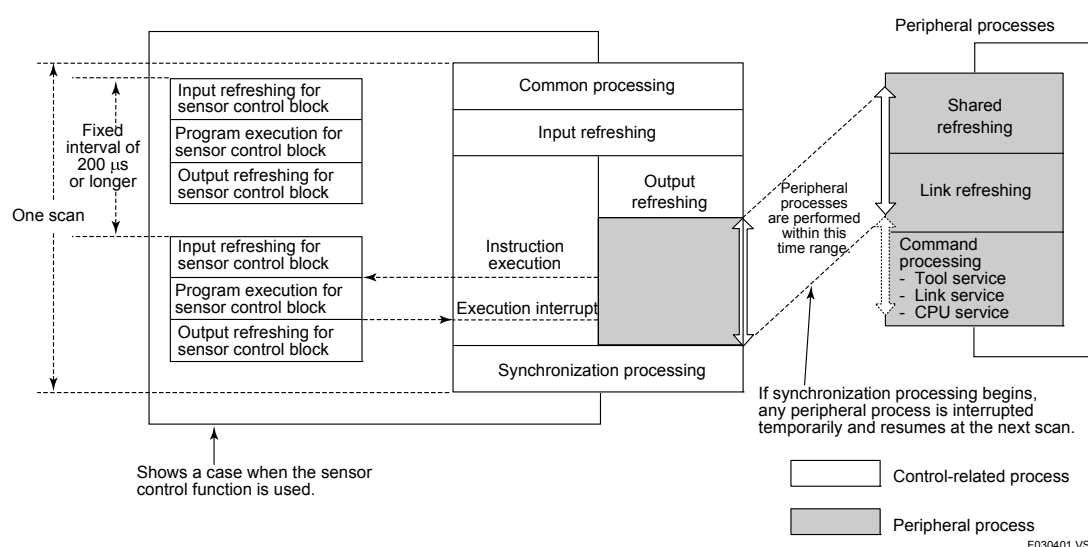 Peripheral processes
Common processing
Input refreshing
Input refreshing for
sensor control block
Program execution for
sensor control block
Output refreshing for
sensor control block
Fixed
interval of
200 µs
or longer
One scan
Output
refreshing
Instruction
execution
Input refreshing for
sensor control block
Program execution for
sensor control block
Output refreshing for
sensor control block
Execution interrupt
Synchronization processing
Peripheral
processes
are performed
within this
time range.
Shared
refreshing
Link refreshing
Command
processing
- Tool service
- Link service
- CPU service
If synchronization processing begins,
any peripheral process is interrupted
temporarily and resumes at the next scan.
Shows a case when the sensor
control function is used.
Control-related process
Peripheral process
F030401.VS